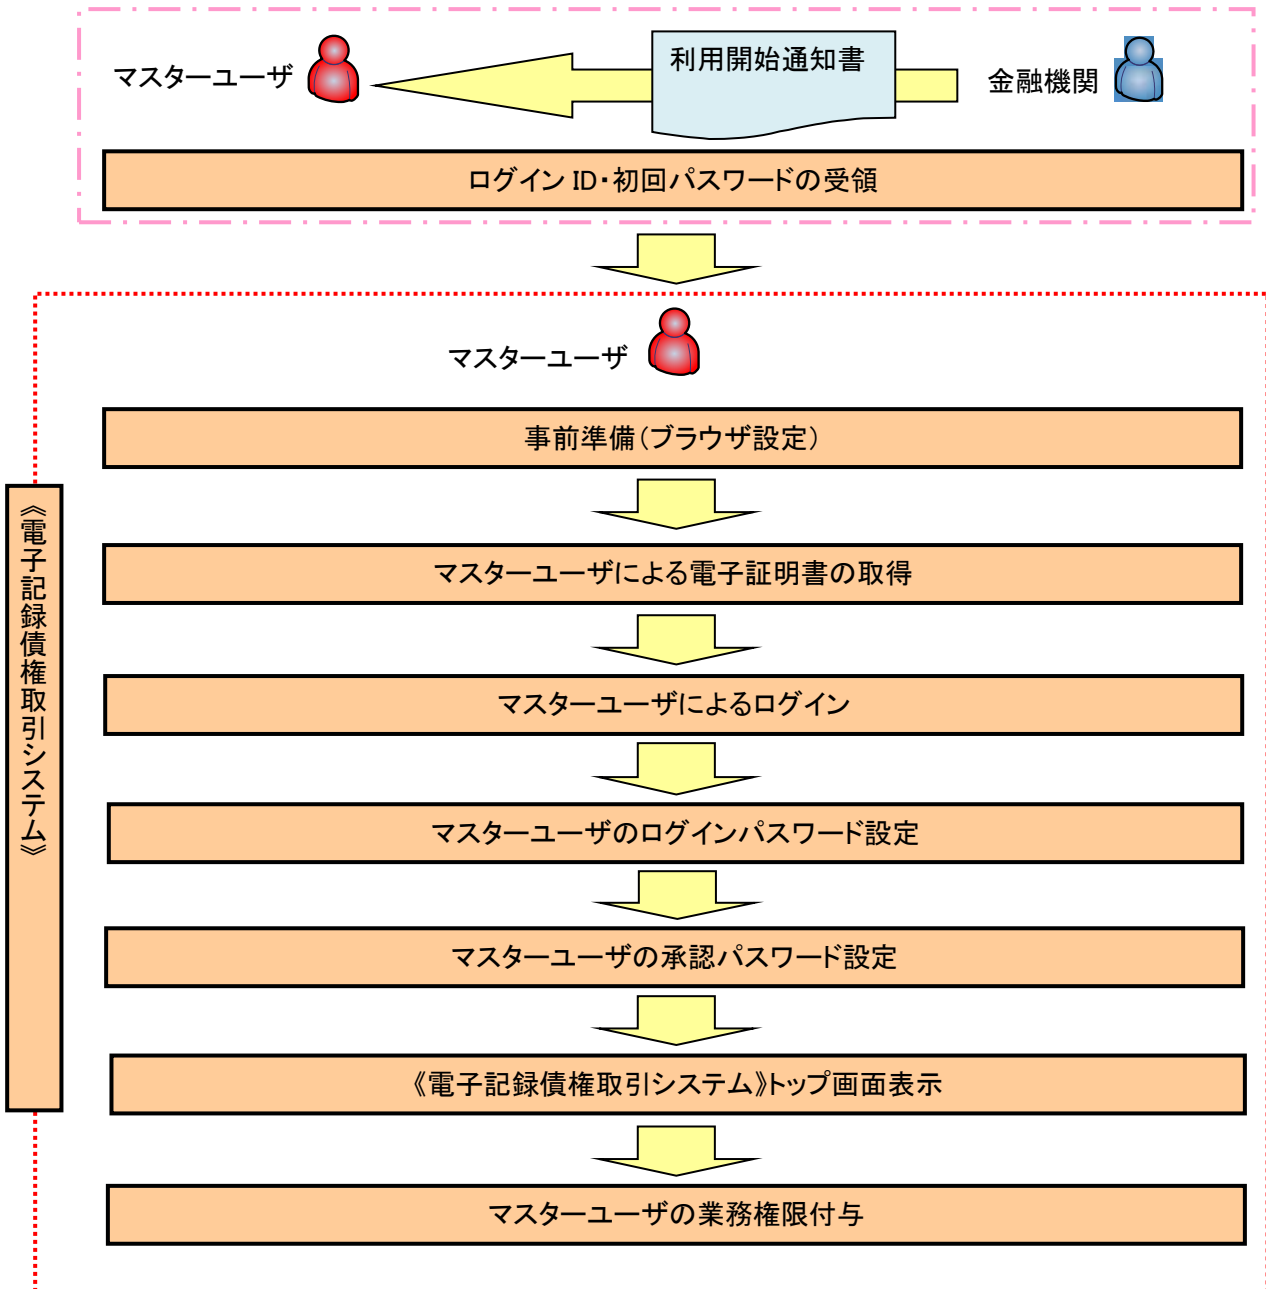 マスターユーザ
利用開始通知書
金融機関
ログイン ID・初回パスワードの受領
マスターユーザ
事前準備(ブラウザ設定)
《電子記録債権取引システム》
マスターユーザによる電子証明書の取得
マスターユーザによるログイン
マスターユーザのログインパスワード設定
マスターユーザの承認パスワード設定
《電子記録債権取引システム》トップ画面表示
マスターユーザの業務権限付与